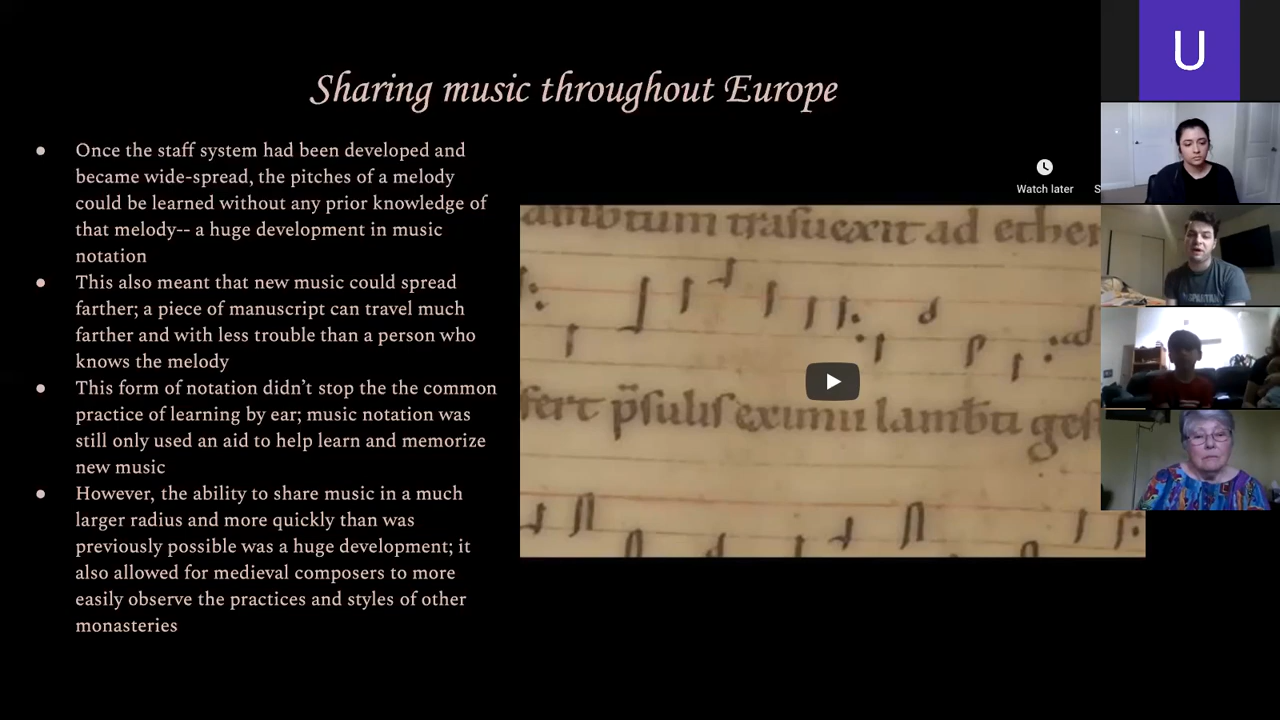 Sharing music throughout Europe
● Once the staff system had been developed and
became wide-spread, the pitches of a melody
could be learned without any prior knowledge of
that melody-- a huge development in music
notation
● This also meant that new music could spread
farther; a piece of manuscript can travel much
farther and with less trouble than a person who
knows the melody
● This form of notation didn't stop the the common
practice of learning by ear; music notation was
still only used an aid to help learn and memorize
new music
● However, the ability to share music in a much
larger radius and more quickly than was
previously possible was a huge development; it
also allowed for medieval composers to more
easily observe the practices and styles of other
monasteries
Watch later
S
ad ether
U